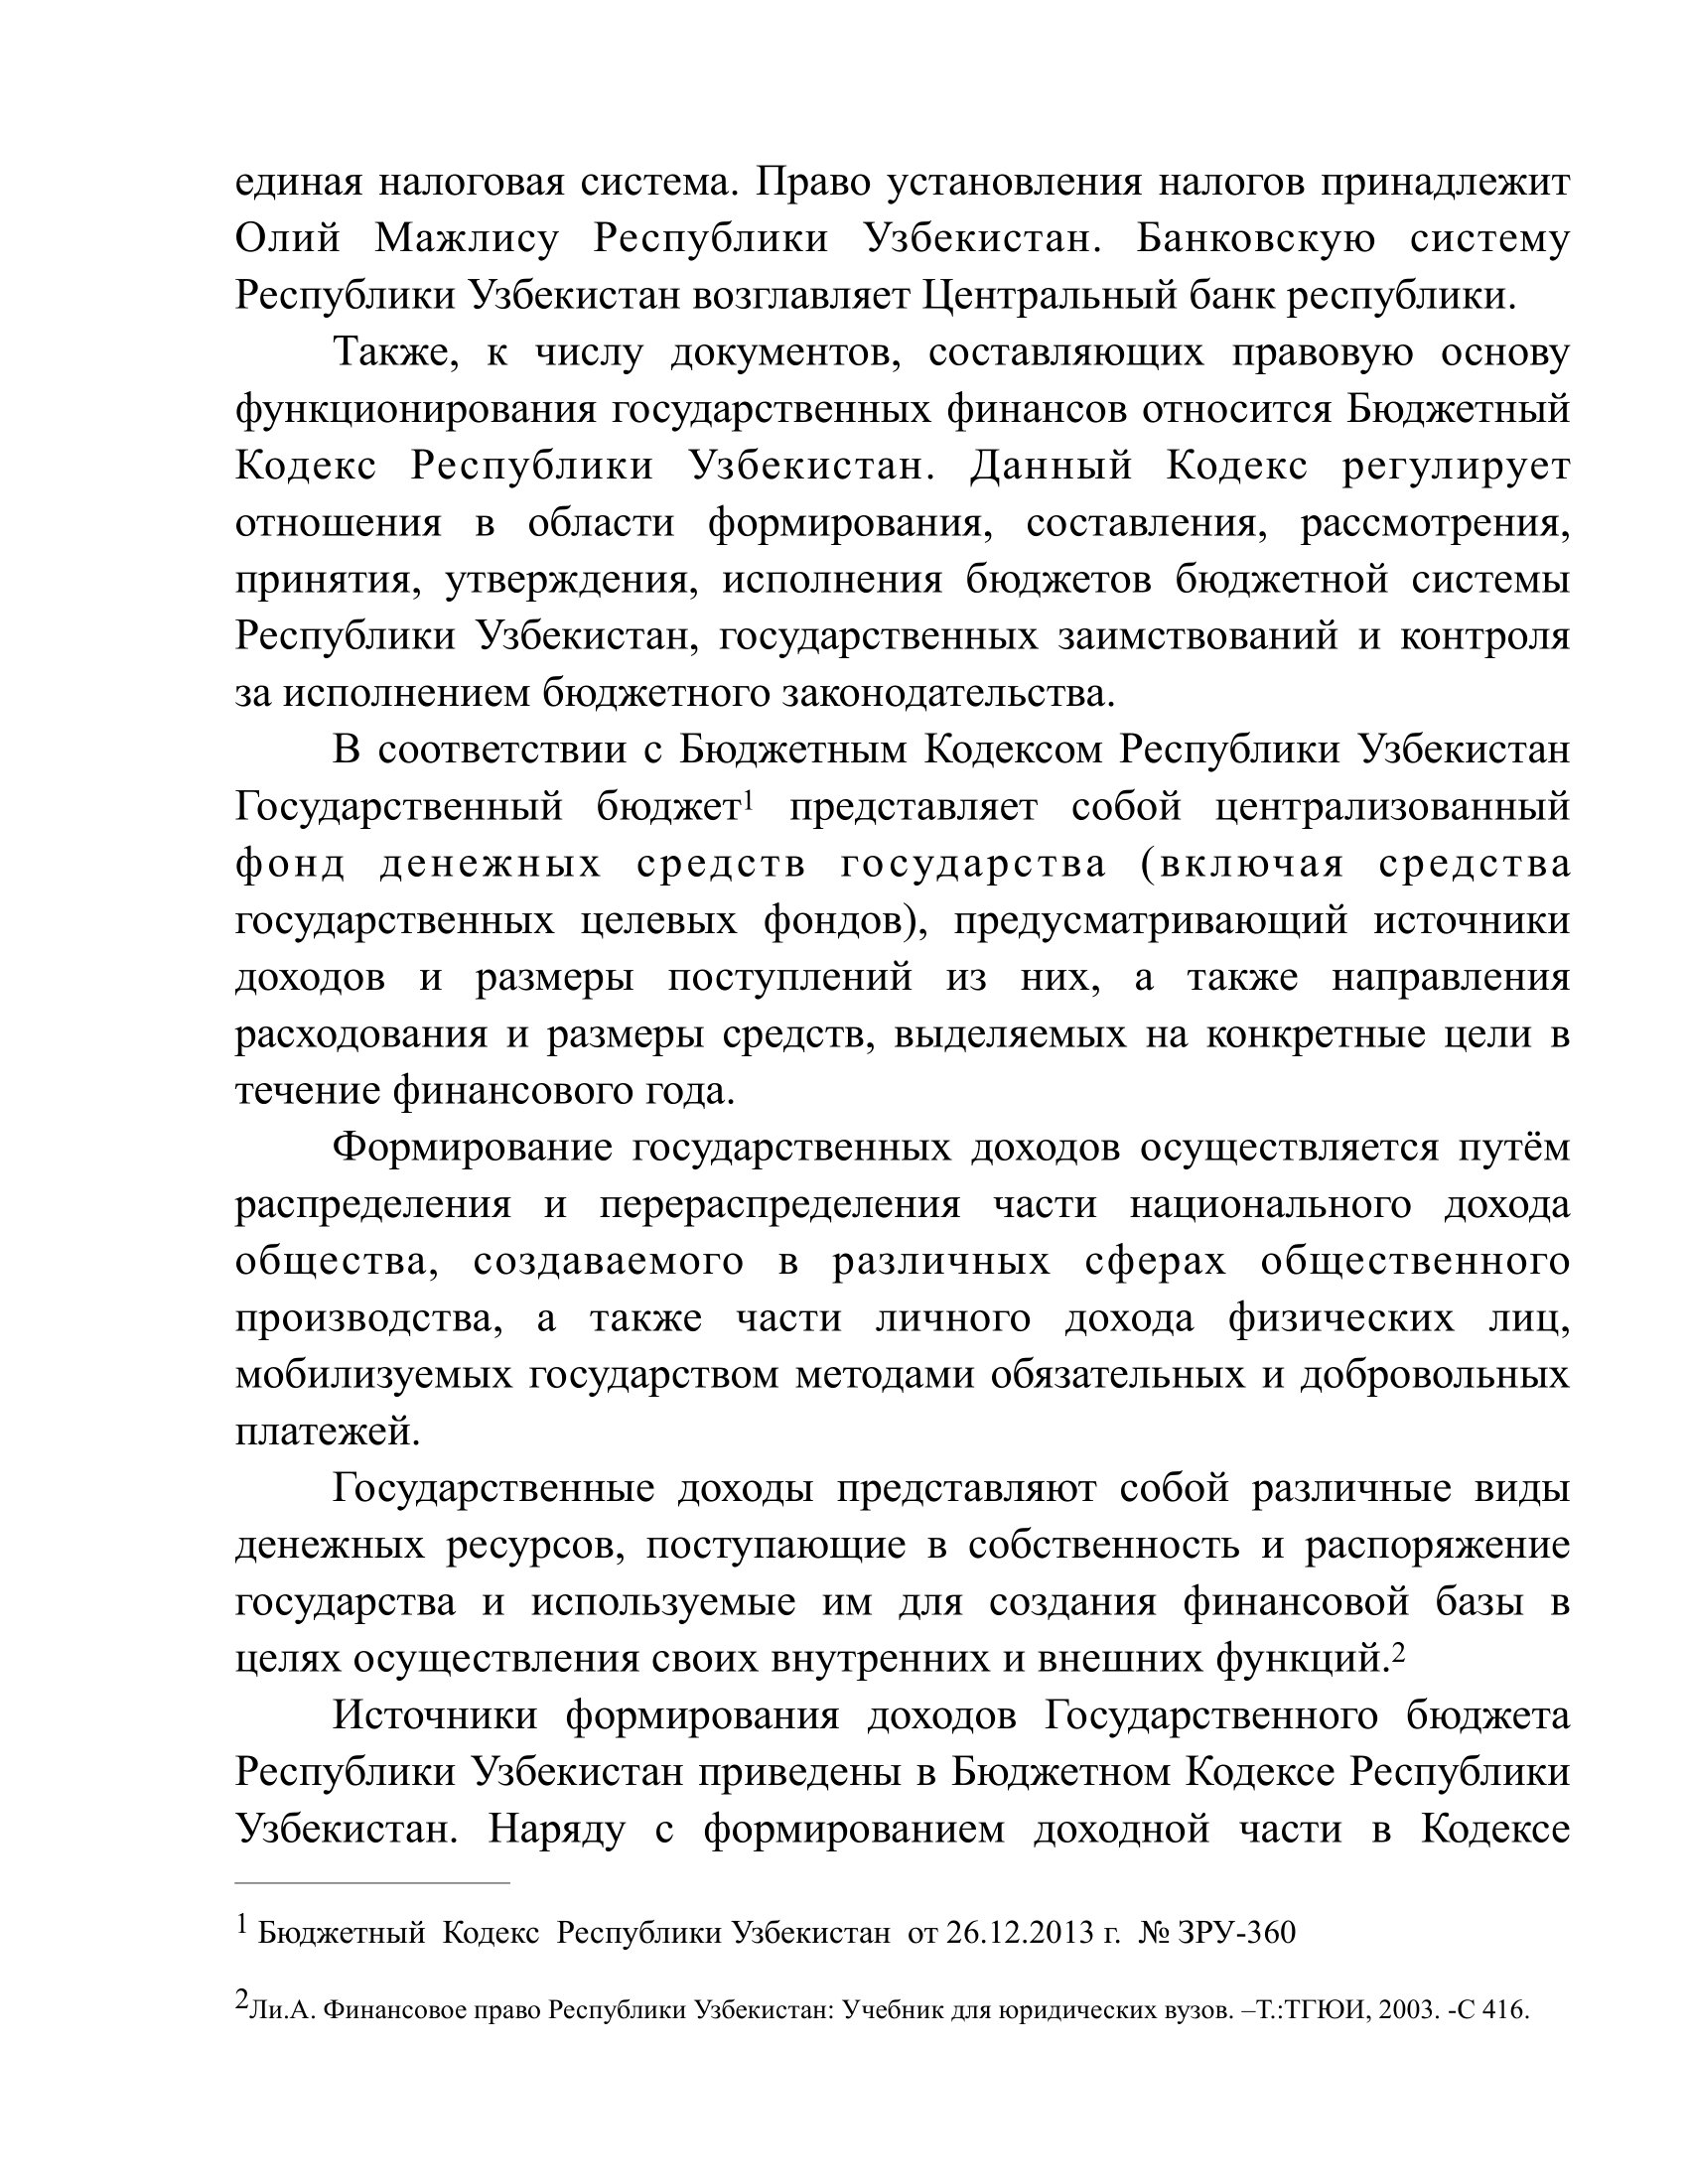 единая налоговая система. Право установления налогов принадлежит
Олий Мажлису Республики Узбекистан. Банковскую систему
Республики Узбекистан возглавляет Центральный банк республики.
Также, к числу документов, составляющих правовую основу
функционирования государственных финансов относится Бюджетный
Кодекс Республики Узбекистан. Данный Кодекс регулирует
отношения в области формирования, составления, рассмотрения,
принятия, утверждения, исполнения бюджетов бюджетной системы
Республики Узбекистан, государственных заимствований и контроля
за исполнением бюджетного законодательства.
В соответствии с Бюджетным Кодексом Республики Узбекистан
Государственный бюджет¹ представляет собой централизованный
фонд денежных средств государства (включая средства
государственных целевых фондов), предусматривающий источники
доходов и размеры поступлений из них, а также направления
расходования и размеры средств, выделяемых на конкретные цели в
течение финансового года.
Формирование государственных доходов осуществляется путём
распределения и перераспределения части национального дохода
общества, создаваемого в различных сферах общественного
производства, а также части личного дохода физических лиц,
мобилизуемых государством методами обязательных и добровольных
платежей.
Государственные доходы представляют собой различные виды
денежных ресурсов, поступающие в собственность и распоряжение
государства и используемые им для создания финансовой базы в
целях осуществления своих внутренних и внешних функций.²
Источники формирования доходов Государственного бюджета
Республики Узбекистан приведены в Бюджетном Кодексе Республики
Узбекистан. Наряду с формированием доходной части в Кодексе
¹ Бюджетный Кодекс Республики Узбекистан от 26.12.2013 г. № ЗРУ-360
²Ли.А. Финансовое право Республики Узбекистан: Учебник для юридических вузов. –Т.:ТГЮИ, 2003. -С 416.